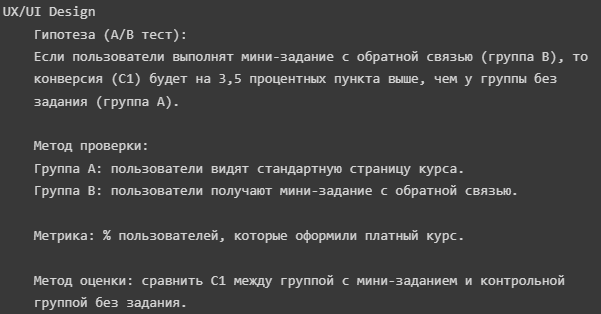 UX/UI Design
Гипотеза (A/B тест):
Если пользователи выполнят мини-задание с обратной связью (группа B), то
конверсия (C1) будет на 3,5 процентных пункта выше, чем у группы без
задания (группа A).
Метод проверки:
Группа A: пользователи видят стандартную страницу курса.
Группа B: пользователи получают мини-задание с обратной связью.
Метрика: % пользователей, которые оформили платный курс.
Метод оценки: сравнить C1 между группой с мини-заданием и контрольной
группой без задания.